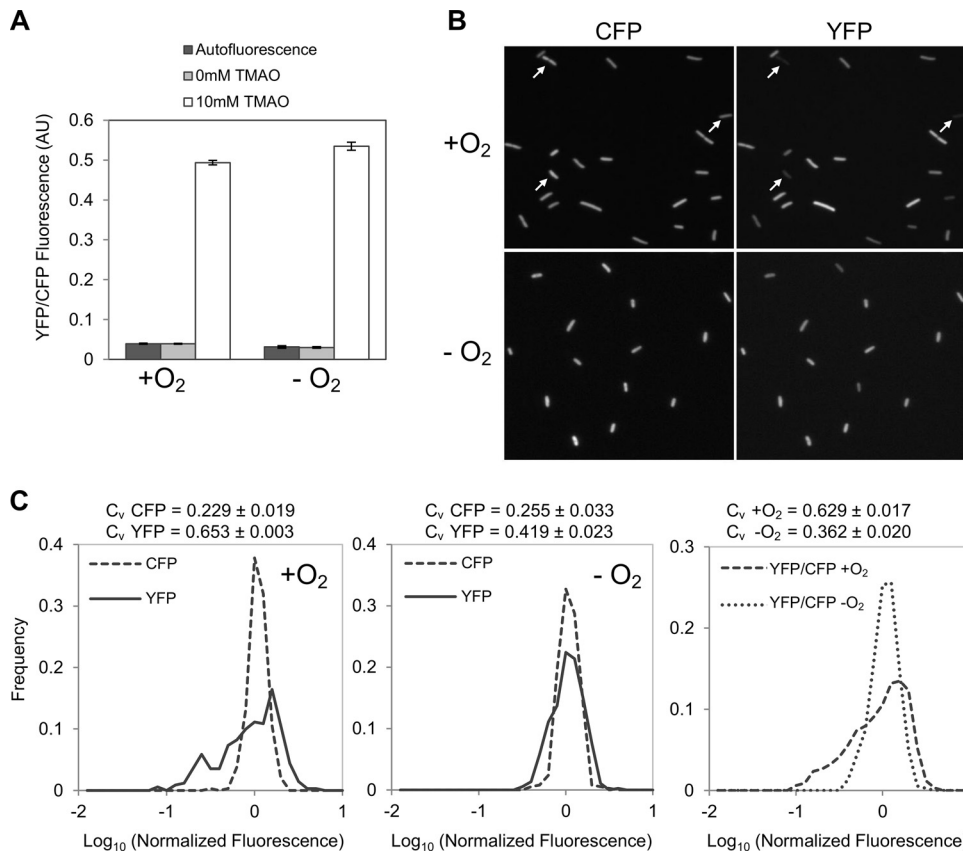 A
Autofluorescence
0mM TMAO
10mM TMAO
YFP/CFP Fluorescence (AU)
0.6
0.5
0.4
0.3
0.2
0.1
0
+O₂
- O₂
B
CFP
YFP
+O₂
- O₂
C
Cᵥ CFP = 0.229 ± 0.019
Cᵥ YFP = 0.653 ± 0.003
0.4
0.3
0.2
0.1
0
Frequency
CFP
YFP
+O₂
-2
-1
0
1
Log₁₀ (Normalized Fluorescence)
Cᵥ CFP = 0.255 ± 0.033
Cᵥ YFP = 0.419 ± 0.023
0.4
0.3
0.2
0.1
0
CFP
YFP
- O₂
-2
-1
0
1
Log₁₀ (Normalized Fluorescence)
Cᵥ +O₂ = 0.629 ± 0.017
Cᵥ -O₂ = 0.362 ± 0.020
0.3
0.2
0.1
0
YFP/CFP +O₂
YFP/CFP -O₂
-2
-1
0
Log₁₀ (Normalized Fluorescence)